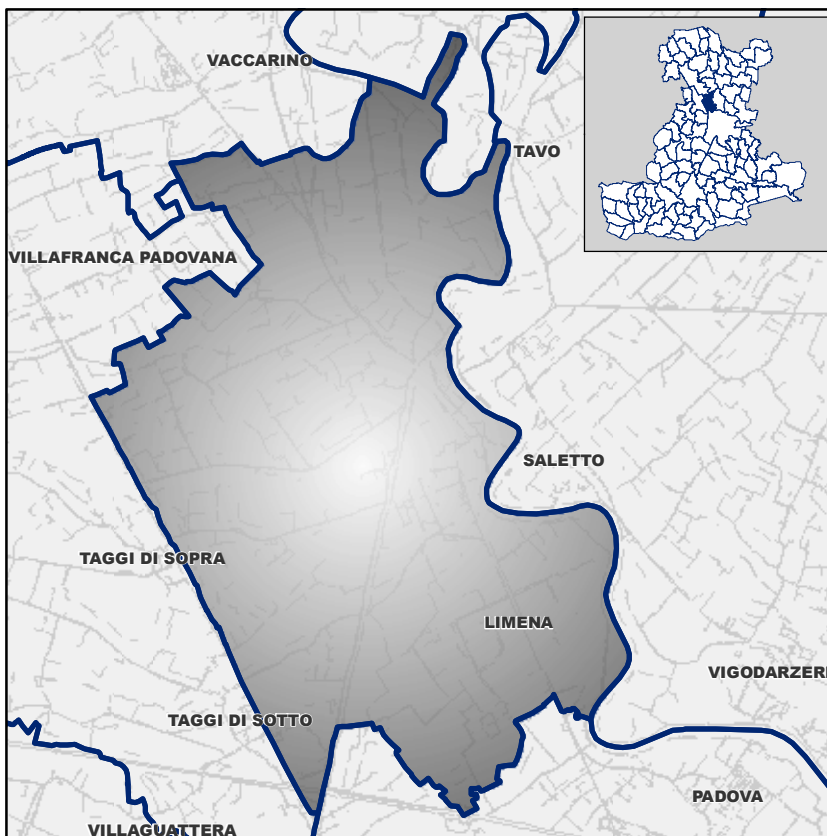 VACCARINO
TAVO
VILLAFRANCA PADOVANA
SALETTO
TAGGI DI SOPRA
LIMENA
VIGODARZERE
TAGGI DI SOTTO
PADOVA
VILLAGUATTERA